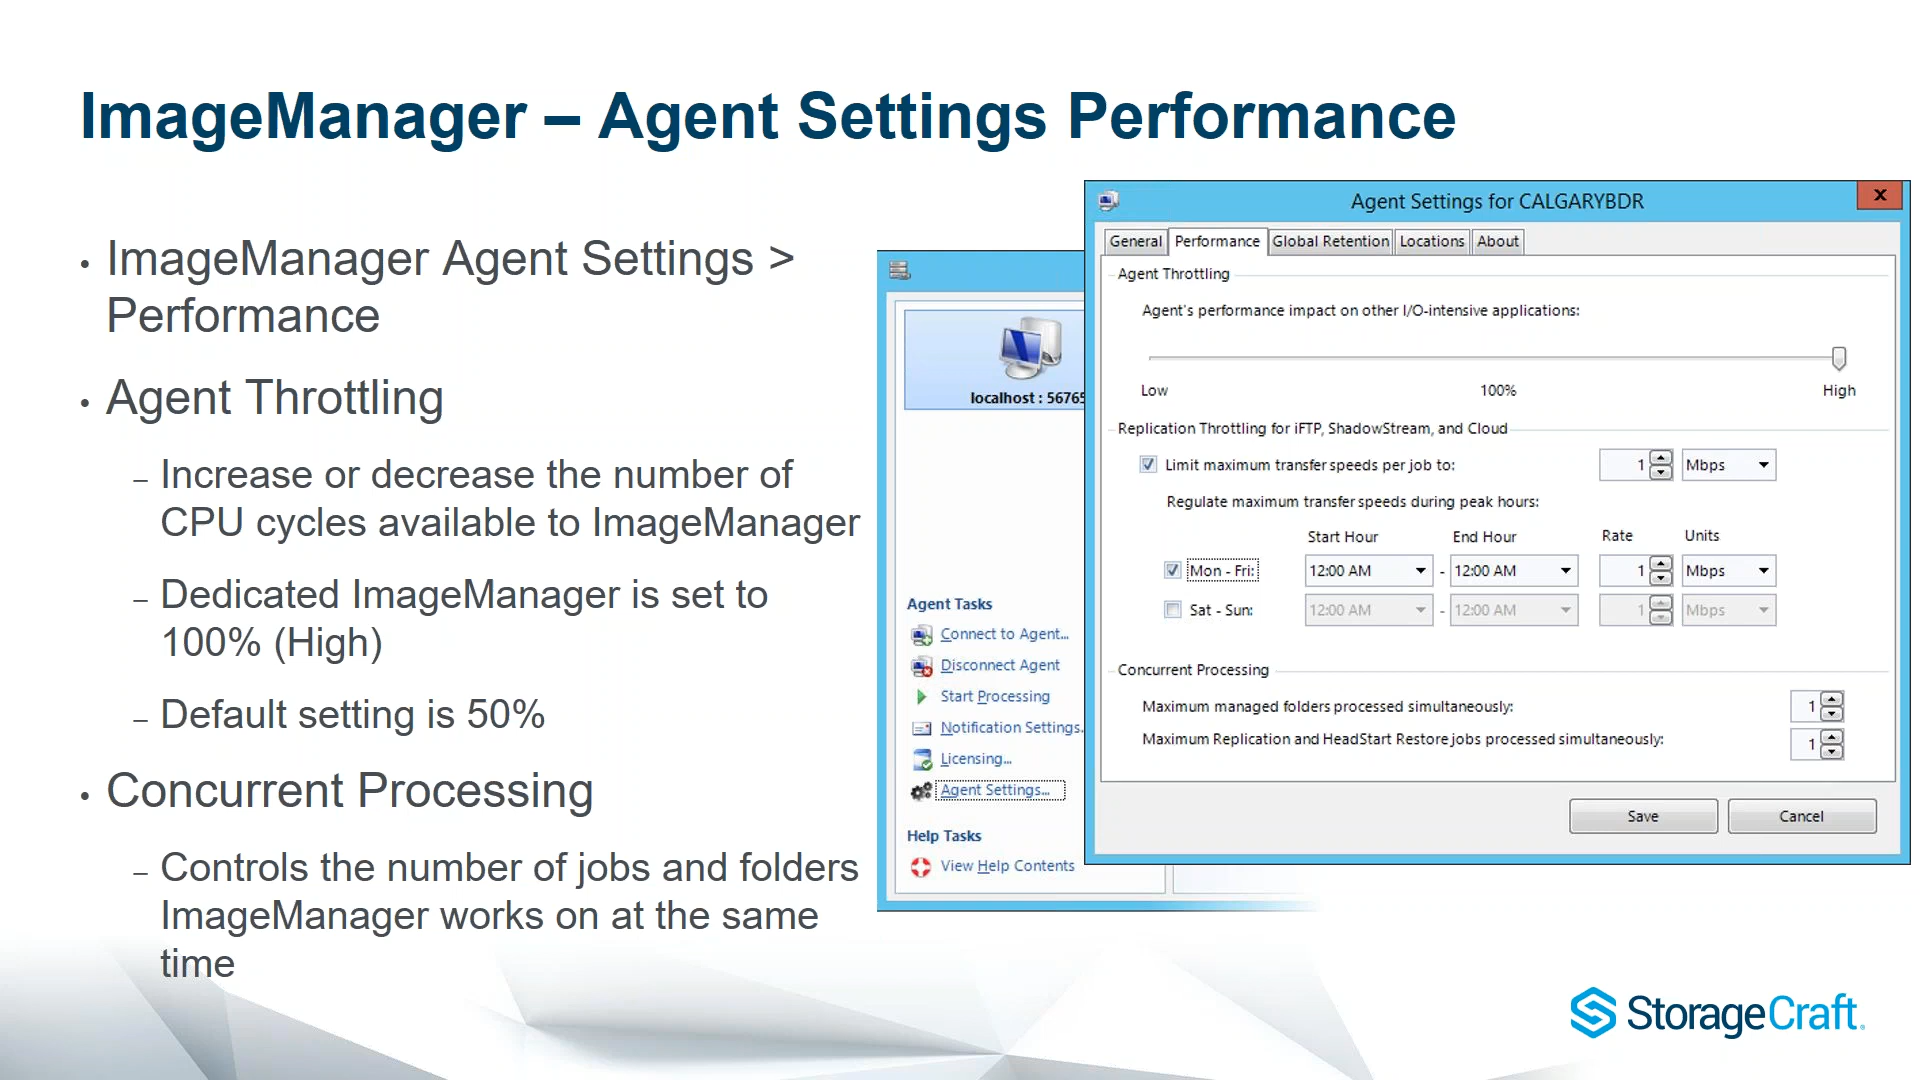 ImageManager – Agent Settings Performance
• ImageManager Agent Settings >
Performance
• Agent Throttling
– Increase or decrease the number of
CPU cycles available to ImageManager
– Dedicated ImageManager is set to
100% (High)
– Default setting is 50%
• Concurrent Processing
– Controls the number of jobs and folders
ImageManager works on at the same
time
localhost : 56765
Agent Tasks
Connect to Agent...
Disconnect Agent
Start Processing
Notification Settings.
Licensing...
Agent Settings...
Help Tasks
View Help Contents
Agent Settings for CALGARYBDR
x
General Performance Global Retention Locations About
Agent Throttling
Agent's performance impact on other I/O-intensive applications:
Low 100% High
Replication Throttling for iFTP, ShadowStream, and Cloud
Limit maximum transfer speeds per job to: 1 Mbps
Regulate maximum transfer speeds during peak hours:
Start Hour End Hour Rate Units
Mon - Fri: 12:00 AM - 12:00 AM 1 Mbps
Sat - Sun: 12:00 AM - 12:00 AM 1 Mbps
Concurrent Processing
Maximum managed folders processed simultaneously: 1
Maximum Replication and HeadStart Restore jobs processed simultaneously: 1
Save Cancel
StorageCraft